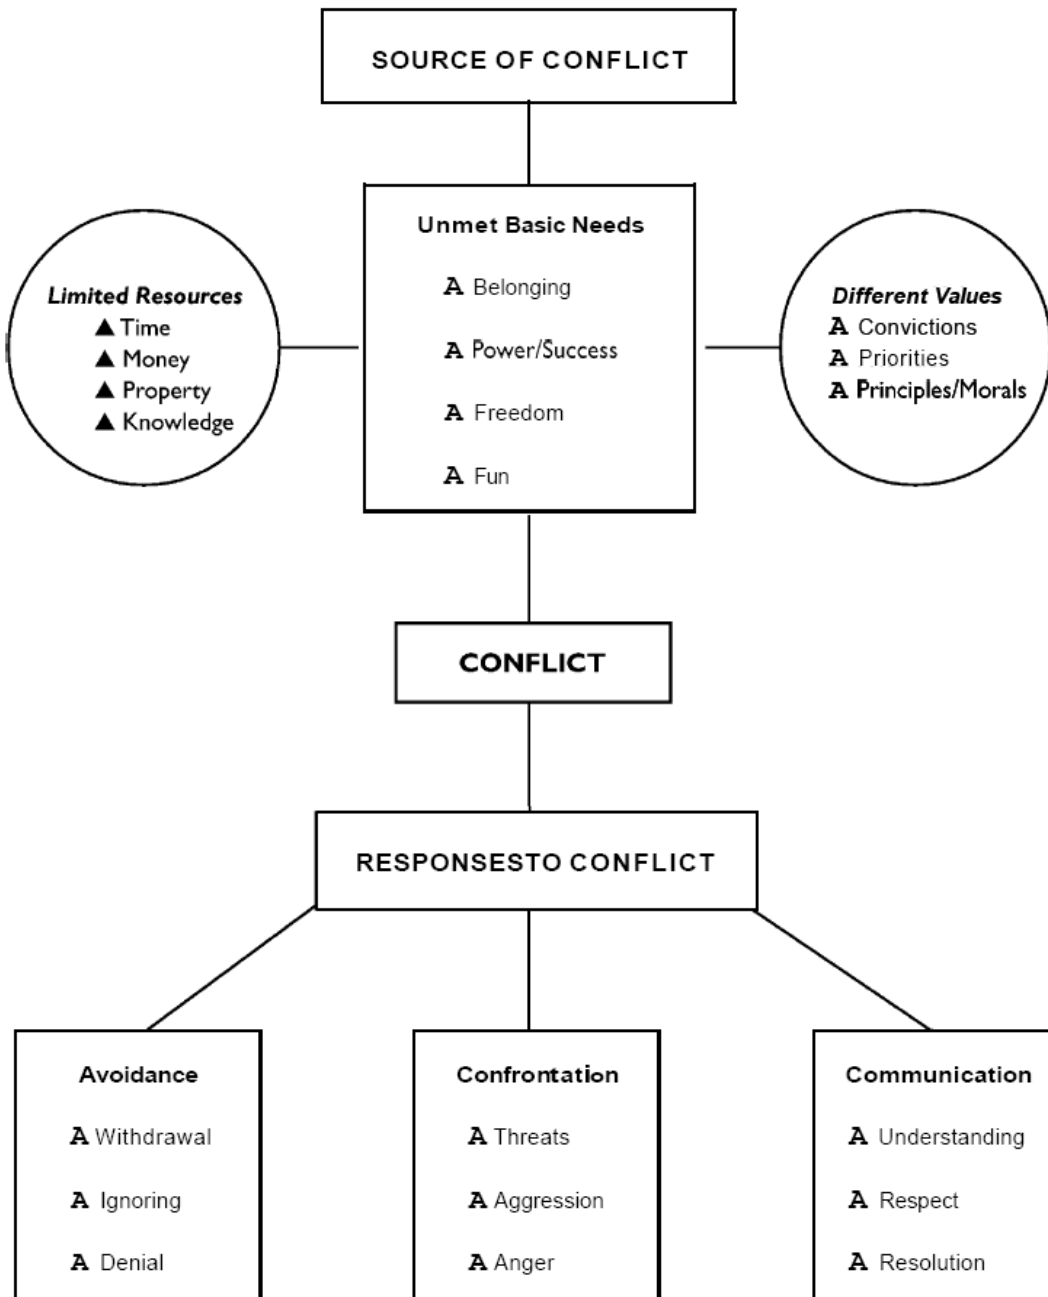 SOURCE OF CONFLICT
Unmet Basic Needs
A Belonging
A Power/Success
A Freedom
A Fun
Limited Resources
▲ Time
▲ Money
▲ Property
▲ Knowledge
Different Values
A Convictions
A Priorities
A Principles/Morals
CONFLICT
RESPONSESTO CONFLICT
Avoidance
A Withdrawal
A Ignoring
A Denial
Confrontation
A Threats
A Aggression
A Anger
Communication
A Understanding
A Respect
A Resolution